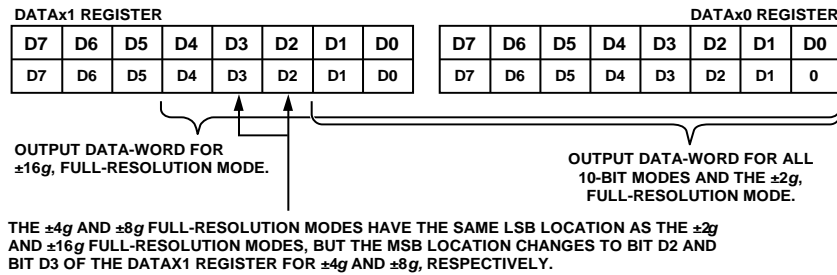 DATAx1 REGISTER DATAx0 REGISTER
D7 D6 D5 D4 D3 D2 D1 D0 D7 D6 D5 D4 D3 D2 D1 D0
D7 D6 D5 D4 D3 D2 D1 D0 D7 D6 D5 D4 D3 D2 D1 0
OUTPUT DATA-WORD FOR
±16g, FULL-RESOLUTION MODE.
OUTPUT DATA-WORD FOR ALL
10-BIT MODES AND THE ±2g,
FULL-RESOLUTION MODE.
THE ±4g AND ±8g FULL-RESOLUTION MODES HAVE THE SAME LSB LOCATION AS THE ±2g
AND ±16g FULL-RESOLUTION MODES, BUT THE MSB LOCATION CHANGES TO BIT D2 AND
BIT D3 OF THE DATAX1 REGISTER FOR ±4g AND ±8g, RESPECTIVELY.